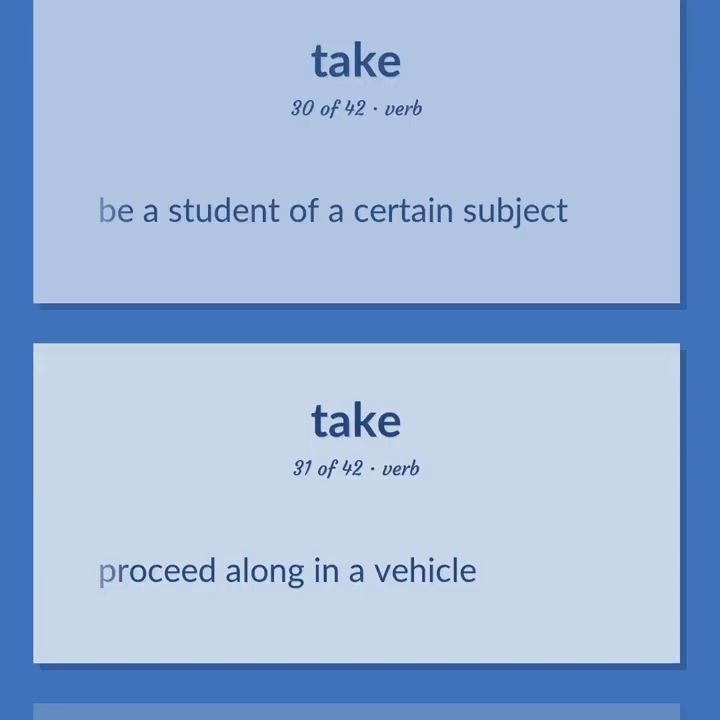 take
30 of 42 · verb
be a student of a certain subject
take
31 of 42 · verb
proceed along in a vehicle